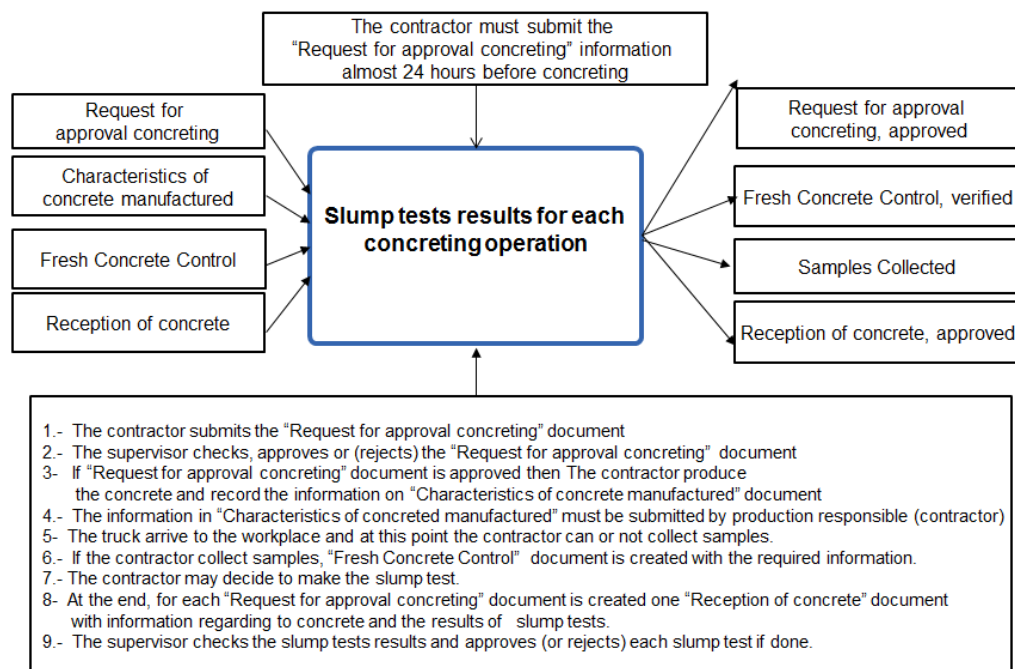 The contractor must submit the
“Request for approval concreting” information
almost 24 hours before concreting
Request for
approval concreting
Characteristics of
concrete manufactured
Fresh Concrete Control
Reception of concrete
Slump tests results for each
concreting operation
Request for approval
concreting, approved
Fresh Concrete Control, verified
Samples Collected
Reception of concrete, approved
1.- The contractor submits the “Request for approval concreting” document
2.- The supervisor checks, approves or (rejects) the “Request for approval concreting” document
3- If “Request for approval concreting” document is approved then The contractor produce
the concrete and record the information on “Characteristics of concrete manufactured” document
4.- The information in “Characteristics of concreted manufactured” must be submitted by production responsible (contractor)
5- The truck arrive to the workplace and at this point the contractor can or not collect samples.
6.- If the contractor collect samples, “Fresh Concrete Control” document is created with the required information.
7.- The contractor may decide to make the slump test.
8- At the end, for each “Request for approval concreting” document is created one “Reception of concrete” document
with information regarding to concrete and the results of slump tests.
9.- The supervisor checks the slump tests results and approves (or rejects) each slump test if done.